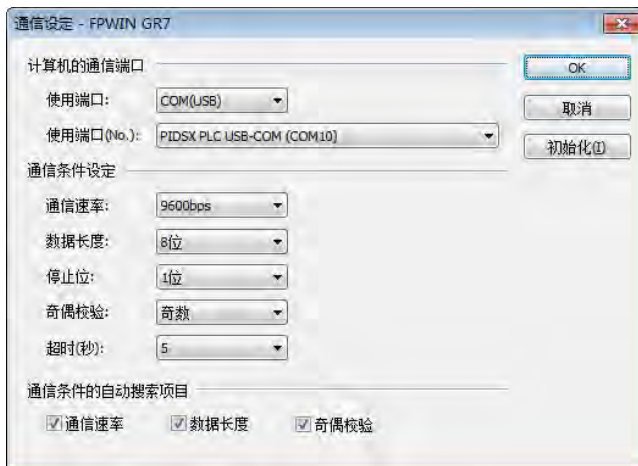 通信设定 - FPWIN GR7
计算机的通信端口
OK
使用端口: COM(USB)
取消
使用端口(No.): PIDSX PLC USB-COM (COM10)
初始化(I)
通信条件设定
通信速率: 9600bps
数据长度: 8位
停止位: 1位
奇偶校验: 奇数
超时(秒): 5
通信条件的自动搜索项目
通信速率 数据长度 奇偶校验